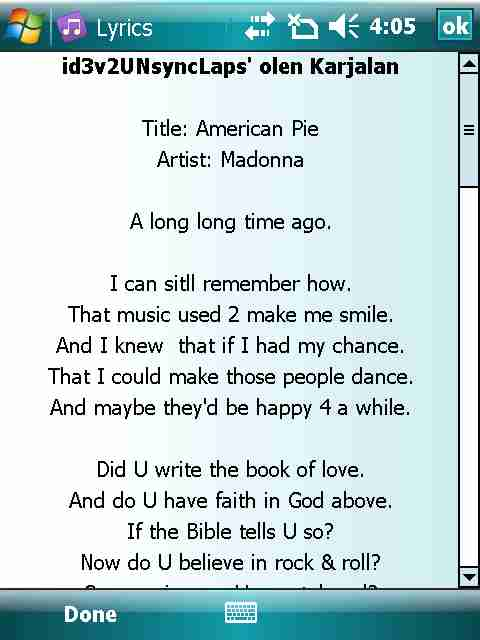 Lyrics 4:05 ok
id3v2UNsyncLaps' olen Karjalan
Title: American Pie
Artist: Madonna
A long long time ago.
I can sitll remember how.
That music used 2 make me smile.
And I knew  that if I had my chance.
That I could make those people dance.
And maybe they'd be happy 4 a while.
Did U write the book of love.
And do U have faith in God above.
If the Bible tells U so?
Now do U believe in rock & roll?
Done